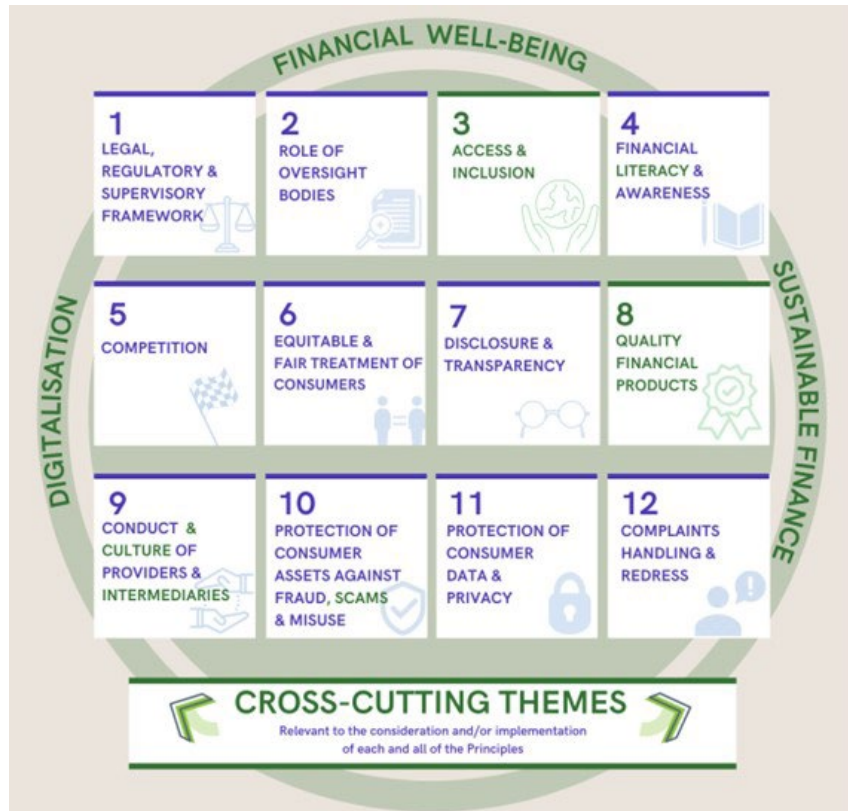 FINANCIAL WELL-BEING
DIGITALISATION
SUSTAINABLE FINANCE
1
LEGAL,
REGULATORY &
SUPERVISORY
FRAMEWORK
2
ROLE OF
OVERSIGHT
BODIES
3
ACCESS &
INCLUSION
4
FINANCIAL
LITERACY &
AWARENESS
5
COMPETITION
6
EQUITABLE &
FAIR TREATMENT OF
CONSUMERS
7
DISCLOSURE &
TRANSPARENCY
8
QUALITY
FINANCIAL
PRODUCTS
9
CONDUCT &
CULTURE OF
PROVIDERS &
INTERMEDIARIES
10
PROTECTION OF
CONSUMER
ASSETS AGAINST
FRAUD, SCAMS
& MISUSE
11
PROTECTION OF
CONSUMER
DATA &
PRIVACY
12
COMPLAINTS
HANDLING &
REDRESS
CROSS-CUTTING THEMES
Relevant to the consideration and/or implementation
of each and all of the Principles